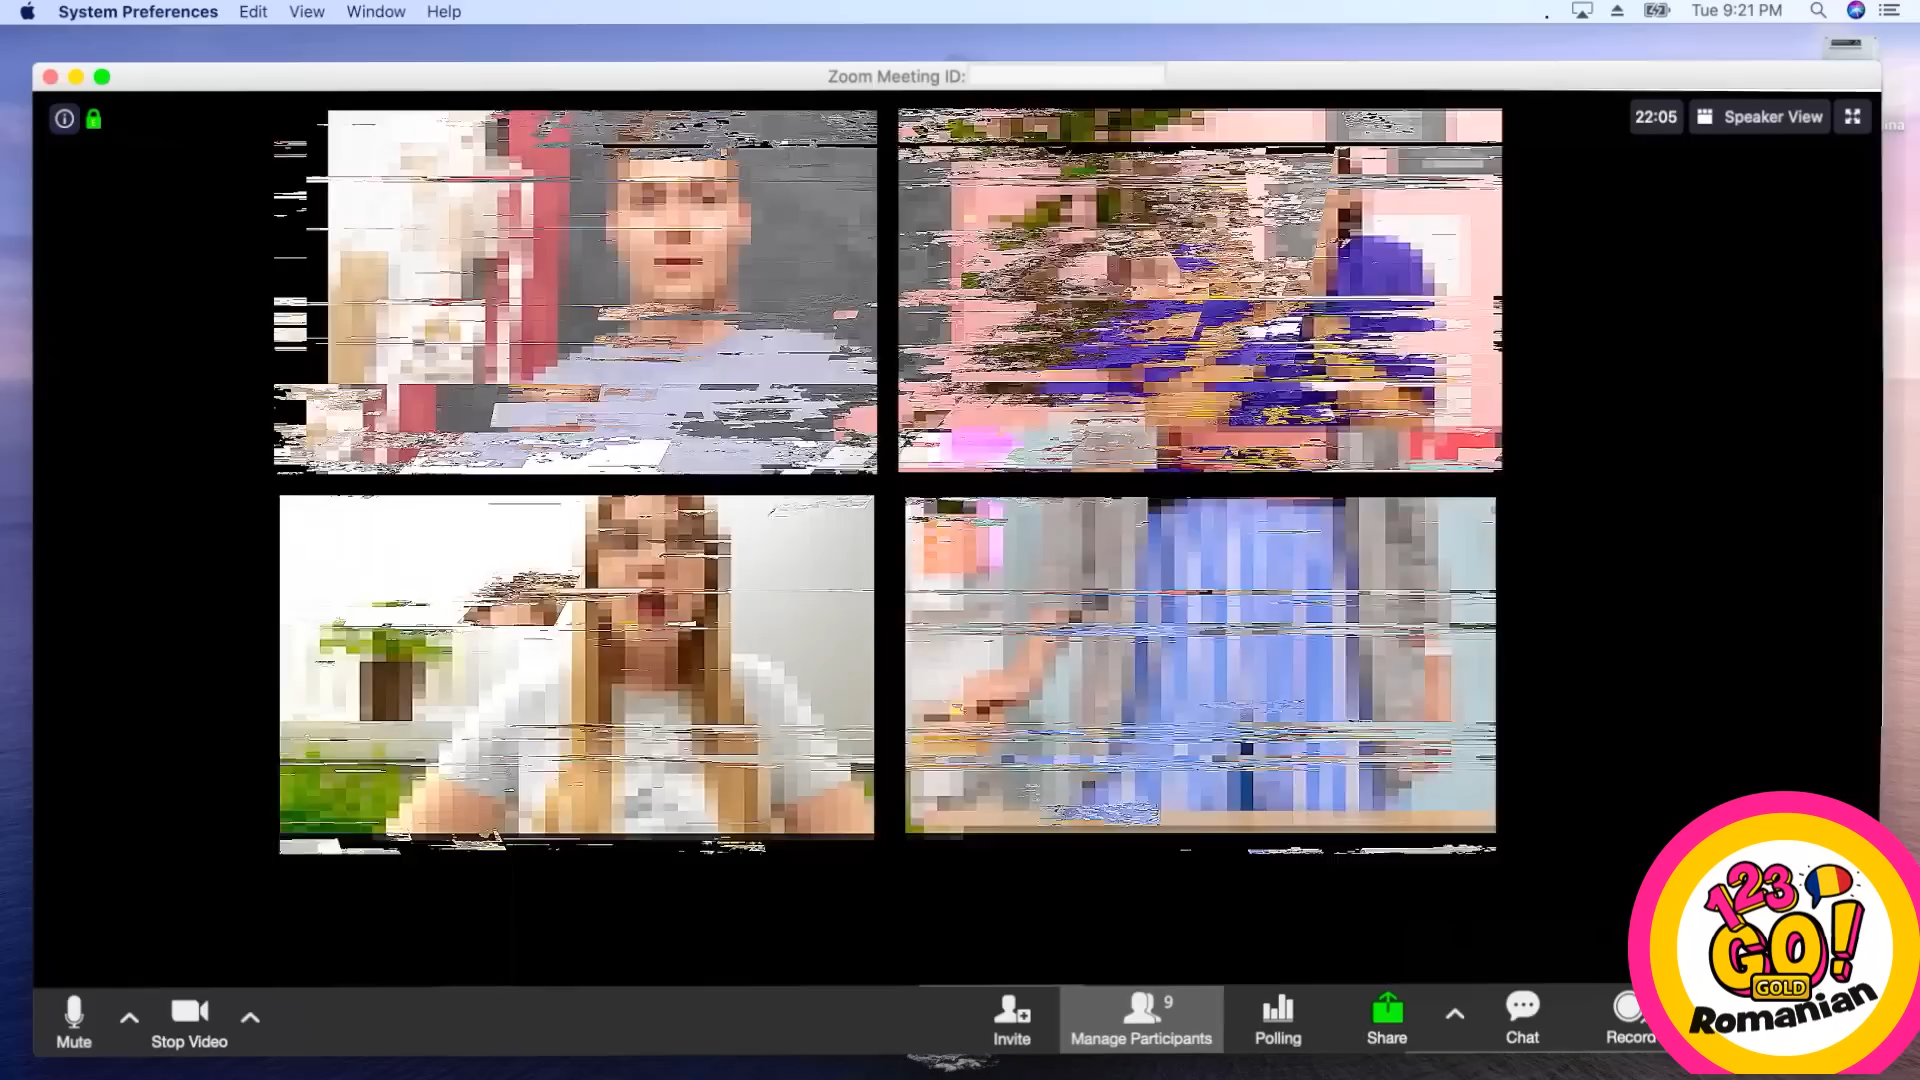 System Preferences Edit View Window Help
Tue 9:21 PM
Zoom Meeting ID:
22:05 Speaker View
Mute
Stop Video
Invite
9
Manage Participants
Polling
Share
Chat
Record
123
GO!
GOLD
Romanian